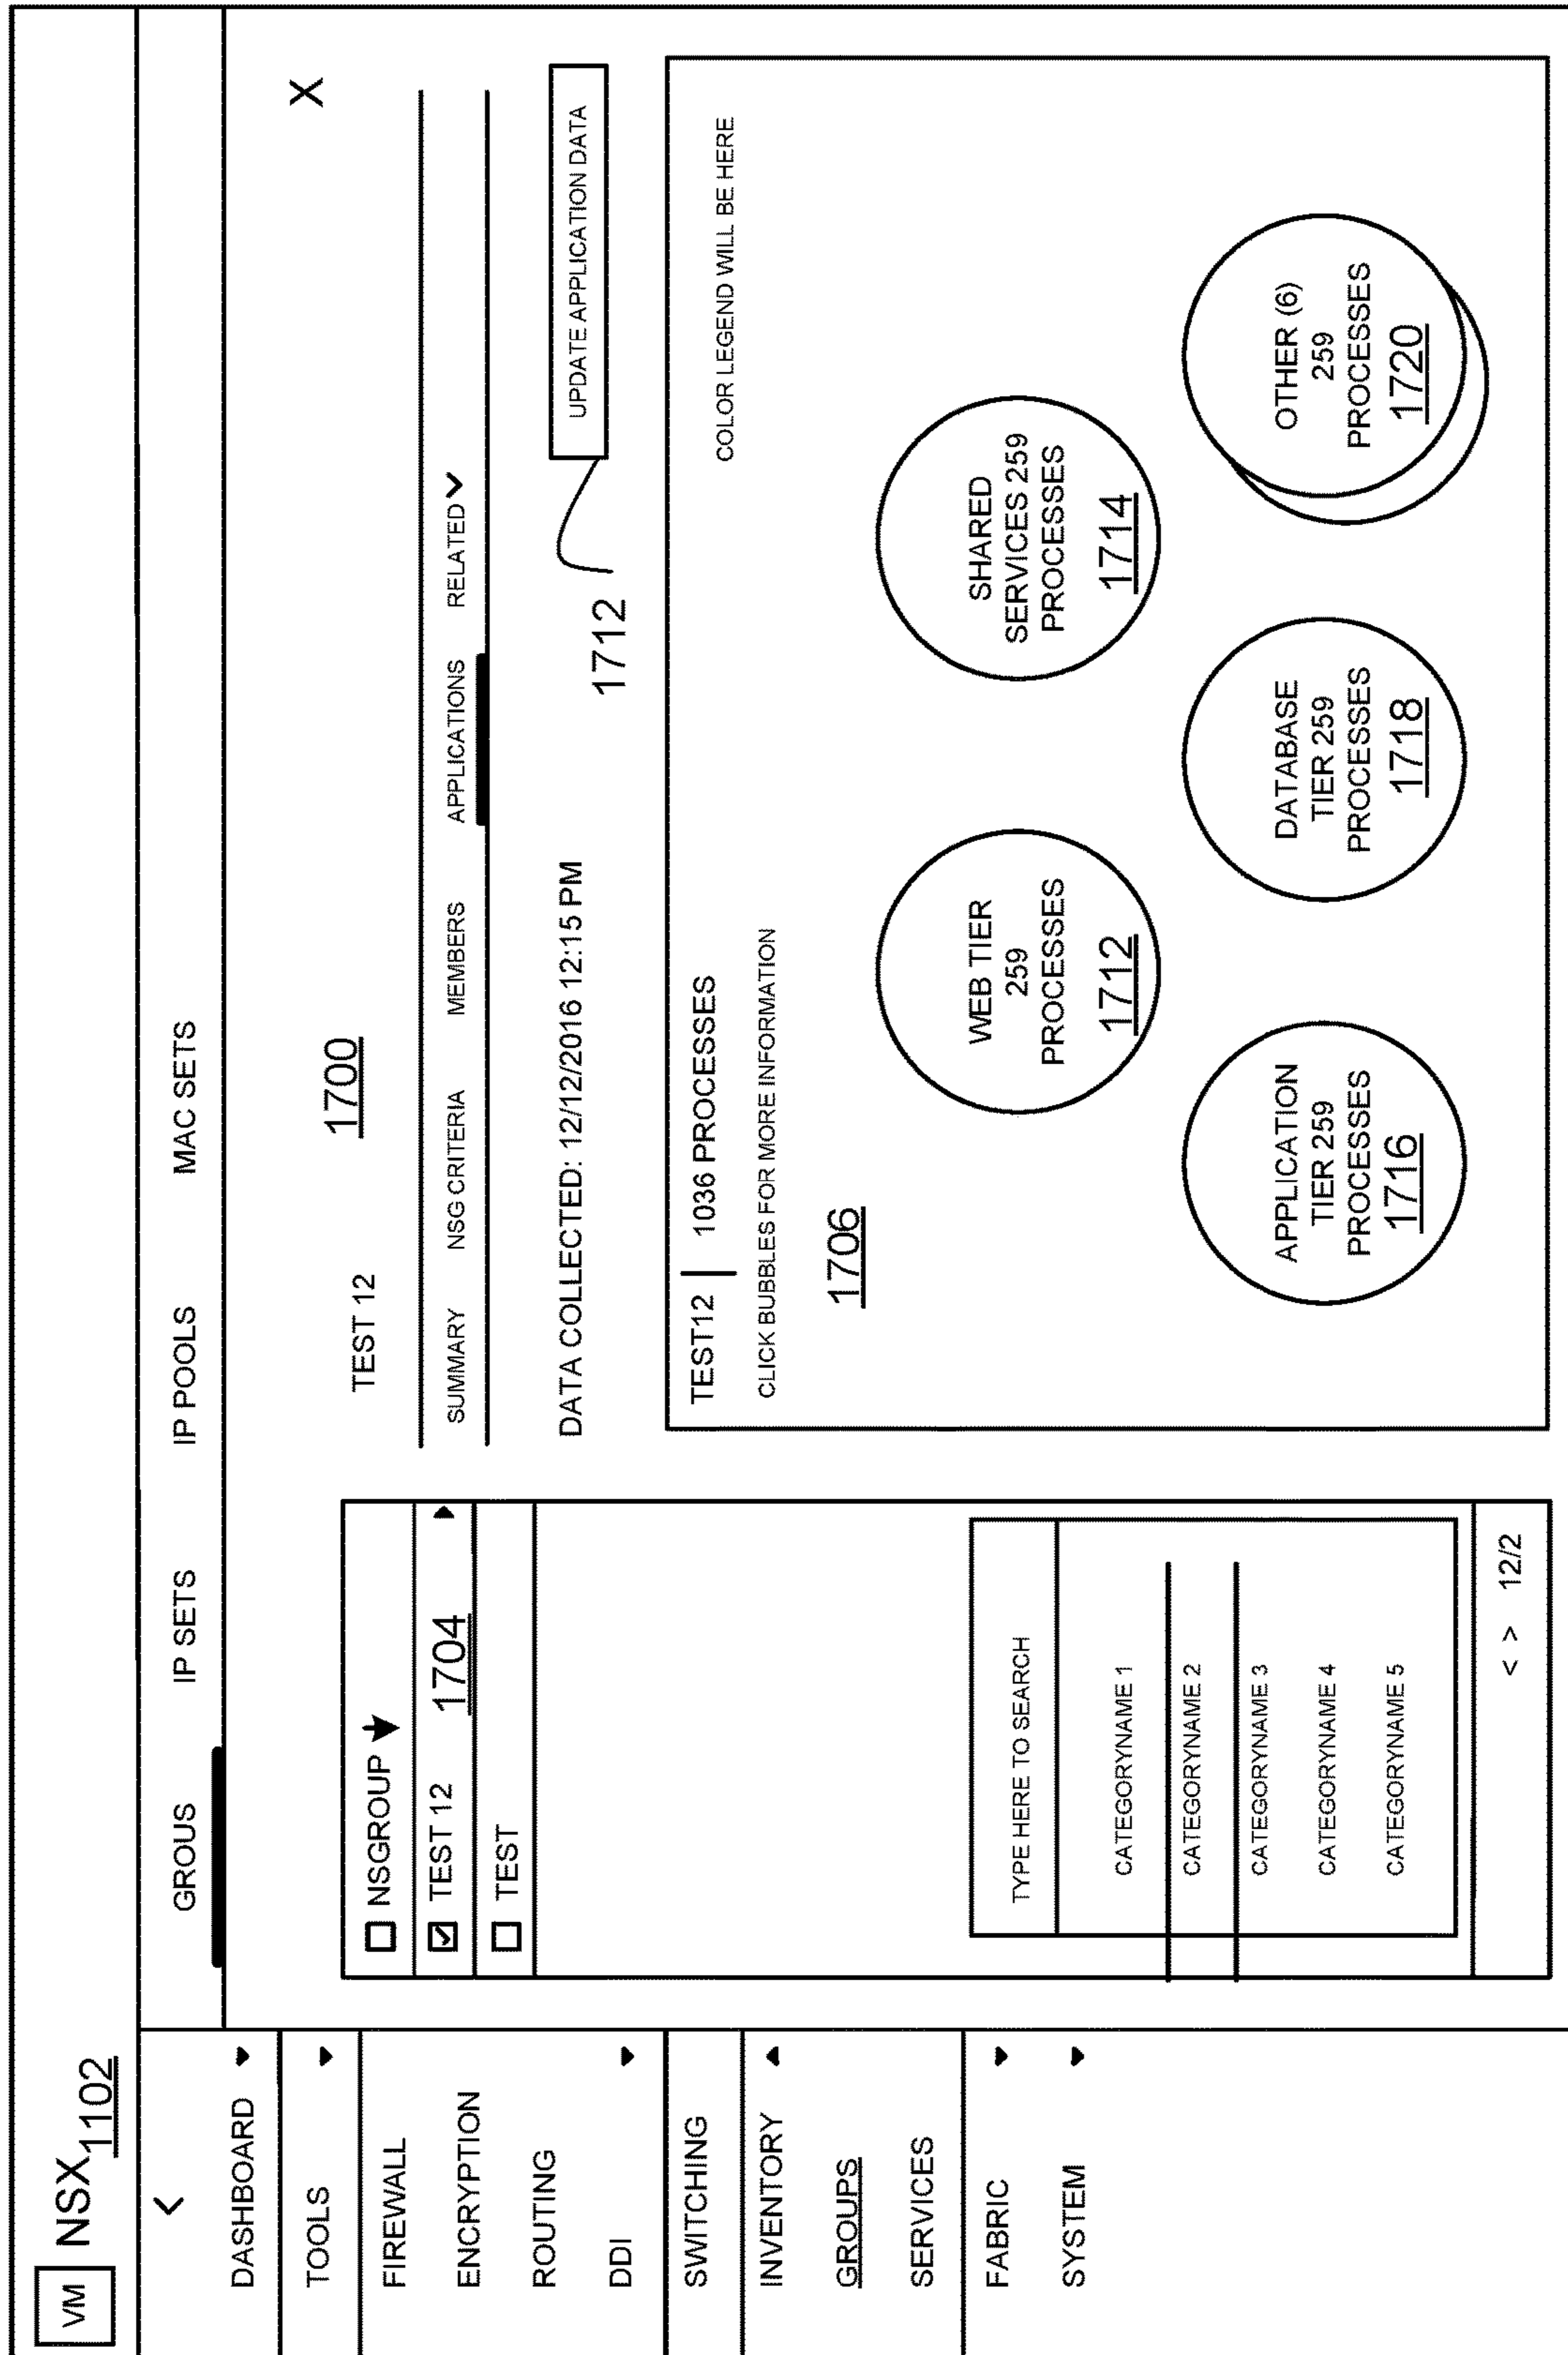 VM NSX 1102
<
DASHBOARD
TOOLS
FIREWALL
ENCRYPTION
ROUTING
DDI
SWITCHING
INVENTORY
GROUPS
SERVICES
FABRIC
SYSTEM
GROUS IP SETS IP POOLS MAC SETS
NSGROUP
TEST 12 1704
TEST
TYPE HERE TO SEARCH
CATEGORYNAME 1
CATEGORYNAME 2
CATEGORYNAME 3
CATEGORYNAME 4
CATEGORYNAME 5
< > 12/2
1700
X
TEST 12
SUMMARY NSG CRITERIA MEMBERS APPLICATIONS RELATED
DATA COLLECTED: 12/12/2016 12:15 PM
UPDATE APPLICATION DATA
1712
TEST12 | 1036 PROCESSES
COLOR LEGEND WILL BE HERE
CLICK BUBBLES FOR MORE INFORMATION
1706
WEB TIER
259
PROCESSES
1712
SHARED
SERVICES 259
PROCESSES
1714
APPLICATION
TIER 259
PROCESSES
1716
DATABASE
TIER 259
PROCESSES
1718
OTHER (6)
259
PROCESSES
1720